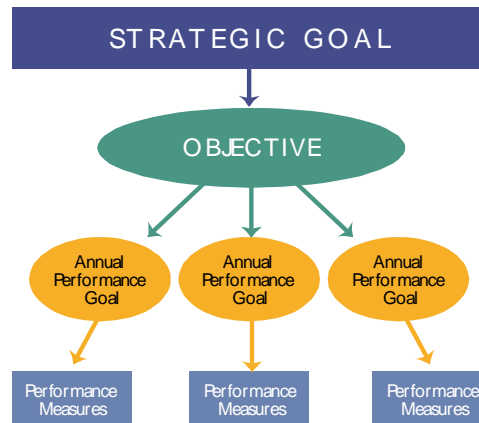 STRATEGIC GOAL
OBJECTIVE
Annual
Performance
Goal
Annual
Performance
Goal
Annual
Performance
Goal
Performance
Measures
Performance
Measures
Performance
Measures